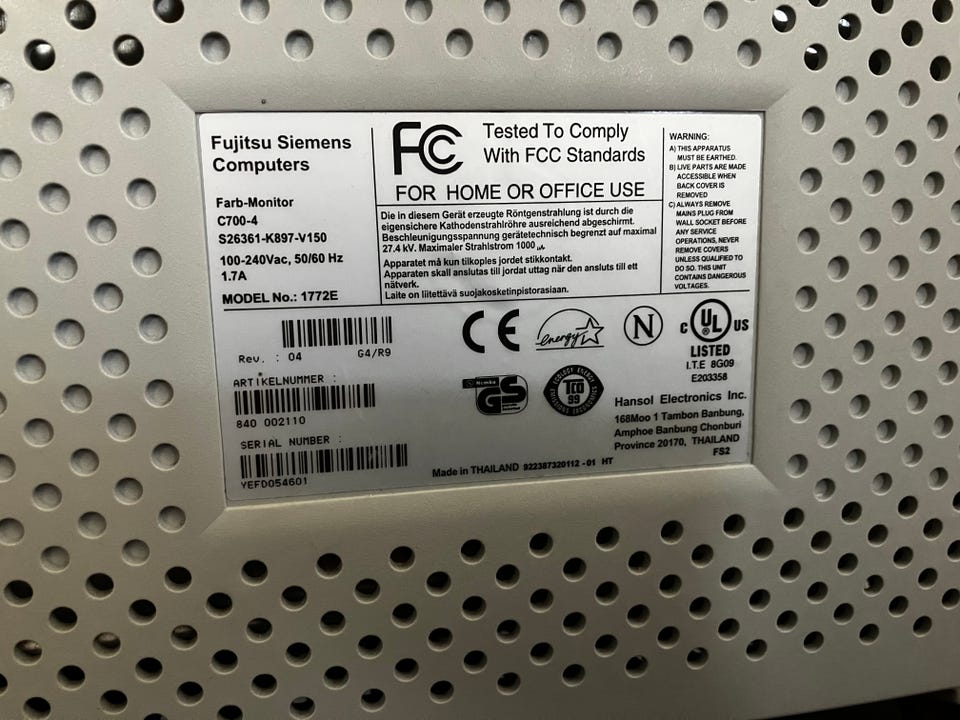 Fujitsu Siemens
Computers
Farb-Monitor
C700-4
S26361-K897-V150
100-240Vac, 50/60 Hz
1.7A
MODEL No.: 1772E
FC
Tested To Comply
With FCC Standards
FOR HOME OR OFFICE USE
Die in diesem Gerät erzeugte Röntgenstrahlung ist durch die
eigensichere Kathodenstrahlröhre ausreichend abgeschirmt.
Beschleunigungsspannung gerätetechnisch begrenzt auf maximal
27.4 kV. Maximaler Strahlstrom 1000 µA
Apparatet må kun tilkoples jordet stikkontakt.
Apparaten skall anslutas till jordat uttag när den ansluts till ett
nätverk.
Laite on liitettävä suojakosketinpistorasiaan.
WARNING:
A) THIS APPARATUS
MUST BE EARTHED.
B) LIVE PARTS ARE MADE
ACCESSIBLE WHEN
BACK COVER IS
REMOVED
C) ALWAYS REMOVE
MAINS PLUG FROM
WALL SOCKET BEFORE
ANY SERVICE
OPERATIONS, NEVER
REMOVE COVERS
UNLESS QUALIFIED TO
DO SO. THIS UNIT
CONTAINS DANGEROUS
VOLTAGES.
Rev. : 04 G4/R9
ARTIKELNUMMER :
840 002110
SERIAL NUMBER :
YEFD054601
CE
energy
N
C UL US
®
LISTED
I.T.E 8G09
E203358
Nemko
GS
ECOLOGY ENERGY
TCO
99
Hansol Electronics Inc.
168Moo 1 Tambon Banbung,
Amphoe Banbung Chonburi
Province 20170, THAILAND
FS2
Made in THAILAND 922387320112 -01 HT